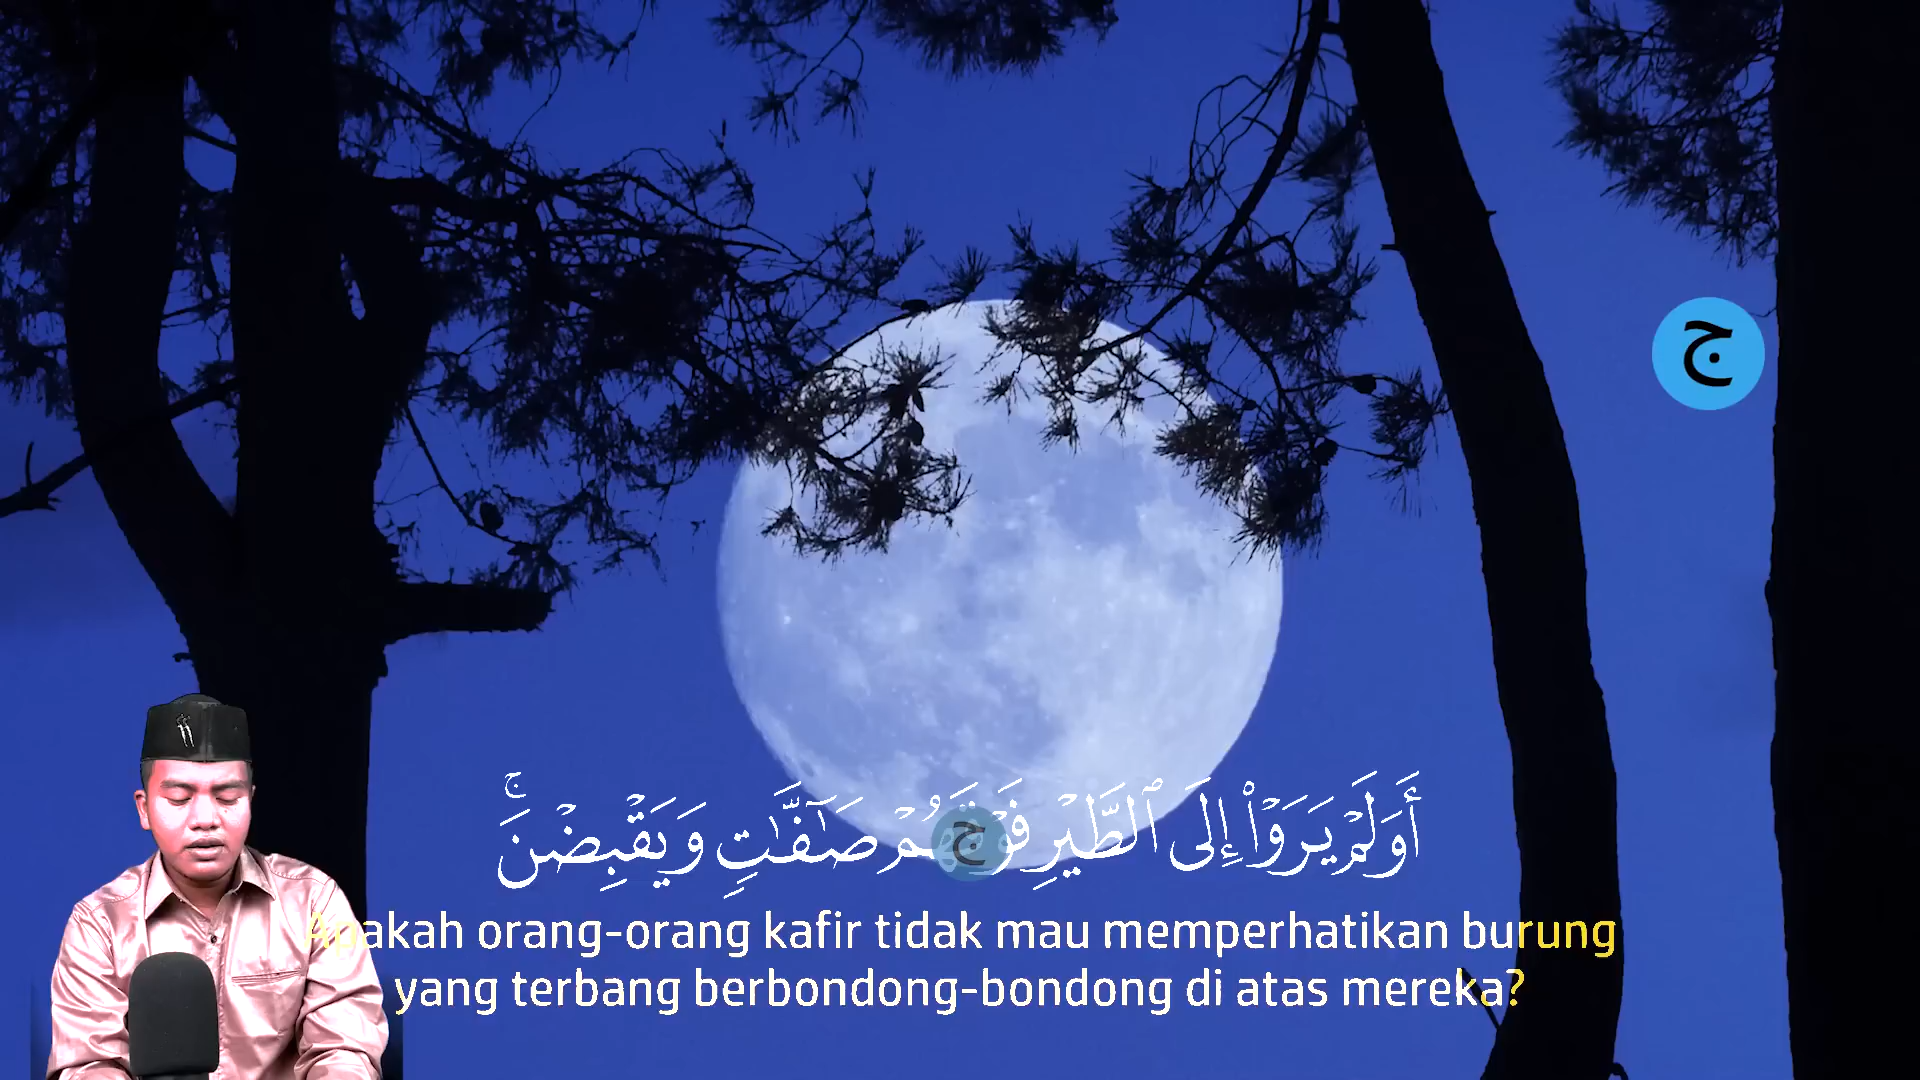 ج
أَوَلَمْ يَرَوْا۟ إِلَى ٱلطَّيْرِ فَوْقَهُمْ صَـٰٓفَّـٰتٍ وَيَقْبِضْنَ ۚ
ج
Apakah orang-orang kafir tidak mau memperhatikan burung
yang terbang berbondong-bondong di atas mereka?